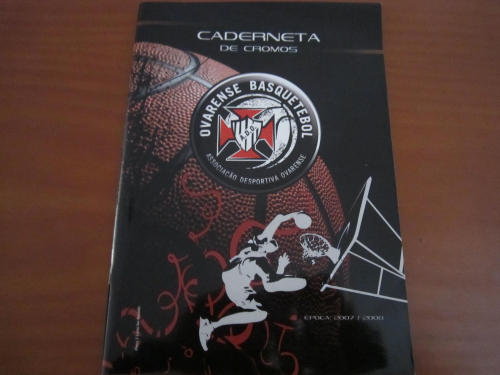 CADERNETA
DE CROMOS
OVARENSE BASQUETEBOL
A.D.O.
ASSOCIAÇÃO DESPORTIVA OVARENSE
ÉPOCA: 2007 / 2008